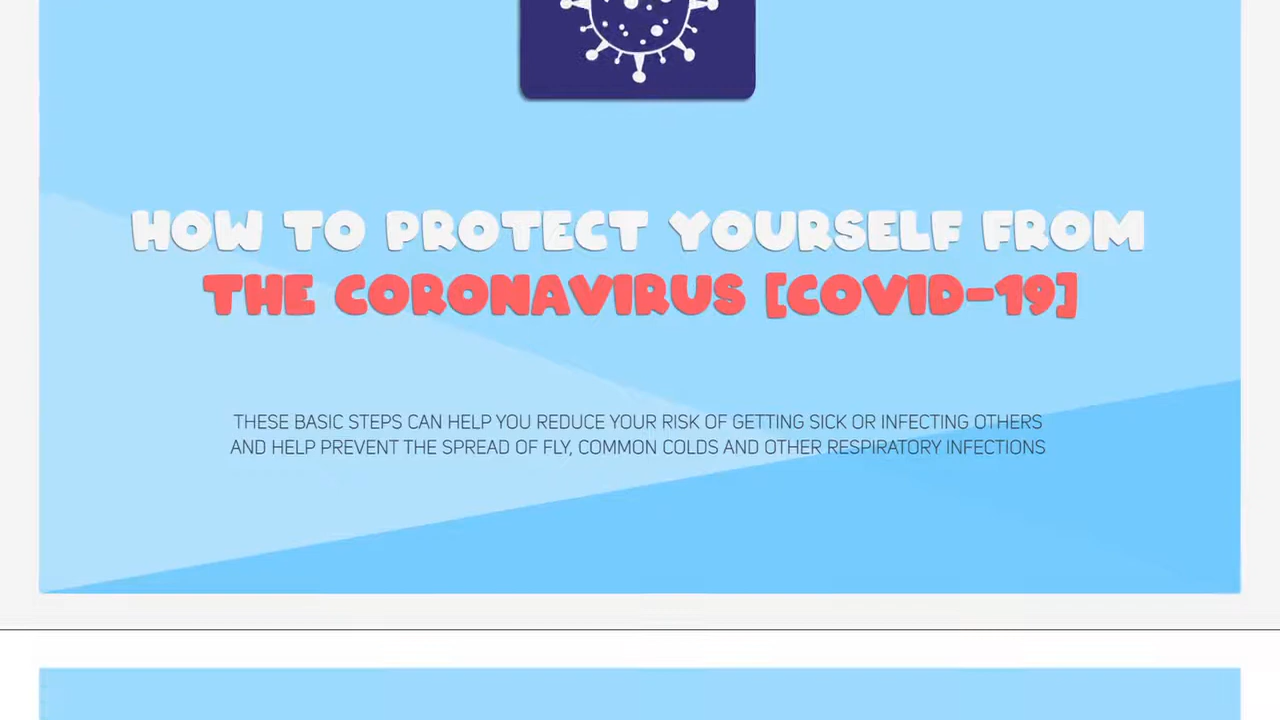 HOW TO PROTECT YOURSELF FROM
THE CORONAVIRUS [COVID-19]
THESE BASIC STEPS CAN HELP YOU REDUCE YOUR RISK OF GETTING SICK OR INFECTING OTHERS
AND HELP PREVENT THE SPREAD OF FLY, COMMON COLDS AND OTHER RESPIRATORY INFECTIONS